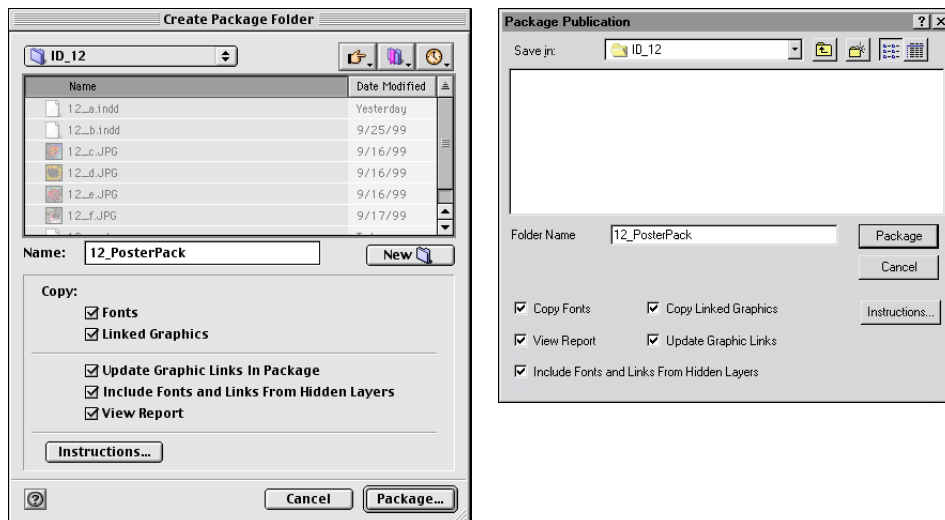 Create Package Folder
ID_12
Name Date Modified
12_a.indd Yesterday
12_b.indd 9/25/99
12_c.JPG 9/16/99
12_d.JPG 9/16/99
12_e.JPG 9/16/99
12_f.JPG 9/17/99
Name: 12_PosterPack New
Copy:
Fonts
Linked Graphics
Update Graphic Links In Package
Include Fonts and Links From Hidden Layers
View Report
Instructions...
? Cancel Package...
Package Publication ? X
Save in: ID_12
Folder Name 12_PosterPack Package
Cancel
Copy Fonts Copy Linked Graphics Instructions...
View Report Update Graphic Links
Include Fonts and Links From Hidden Layers